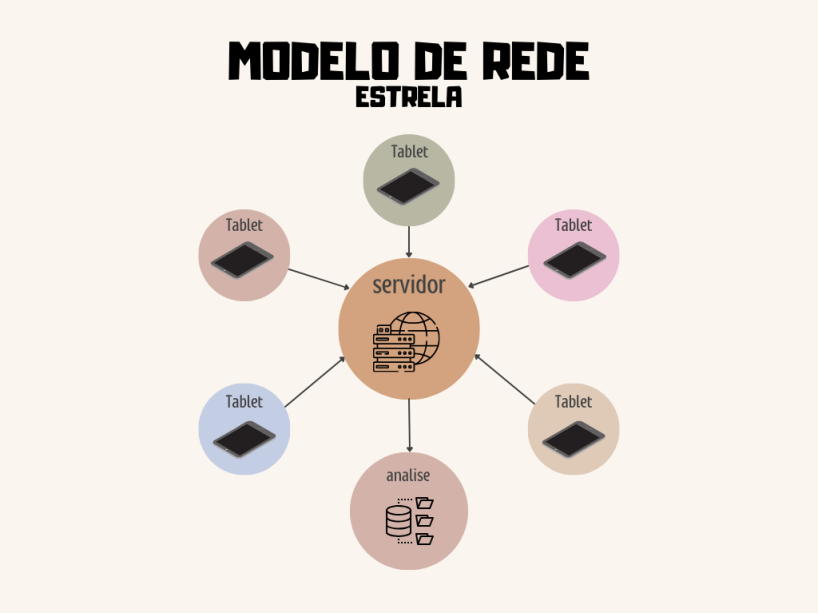 MODELO DE REDE
ESTRELA
Tablet
Tablet
Tablet
servidor
Tablet
Tablet
analise